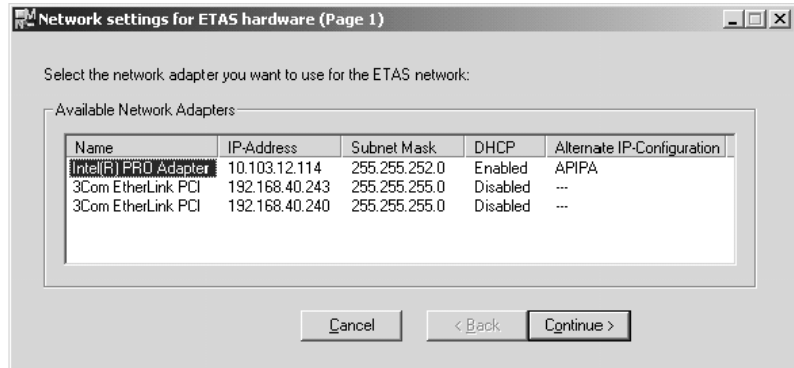 Network settings for ETAS hardware (Page 1)
Select the network adapter you want to use for the ETAS network:
Available Network Adapters
Name IP-Address Subnet Mask DHCP Alternate IP-Configuration
Intel(R) PRO Adapter 10.103.12.114 255.255.252.0 Enabled APIPA
3Com EtherLink PCI 192.168.40.243 255.255.255.0 Disabled ---
3Com EtherLink PCI 192.168.40.240 255.255.255.0 Disabled ---
Cancel < Back Continue >